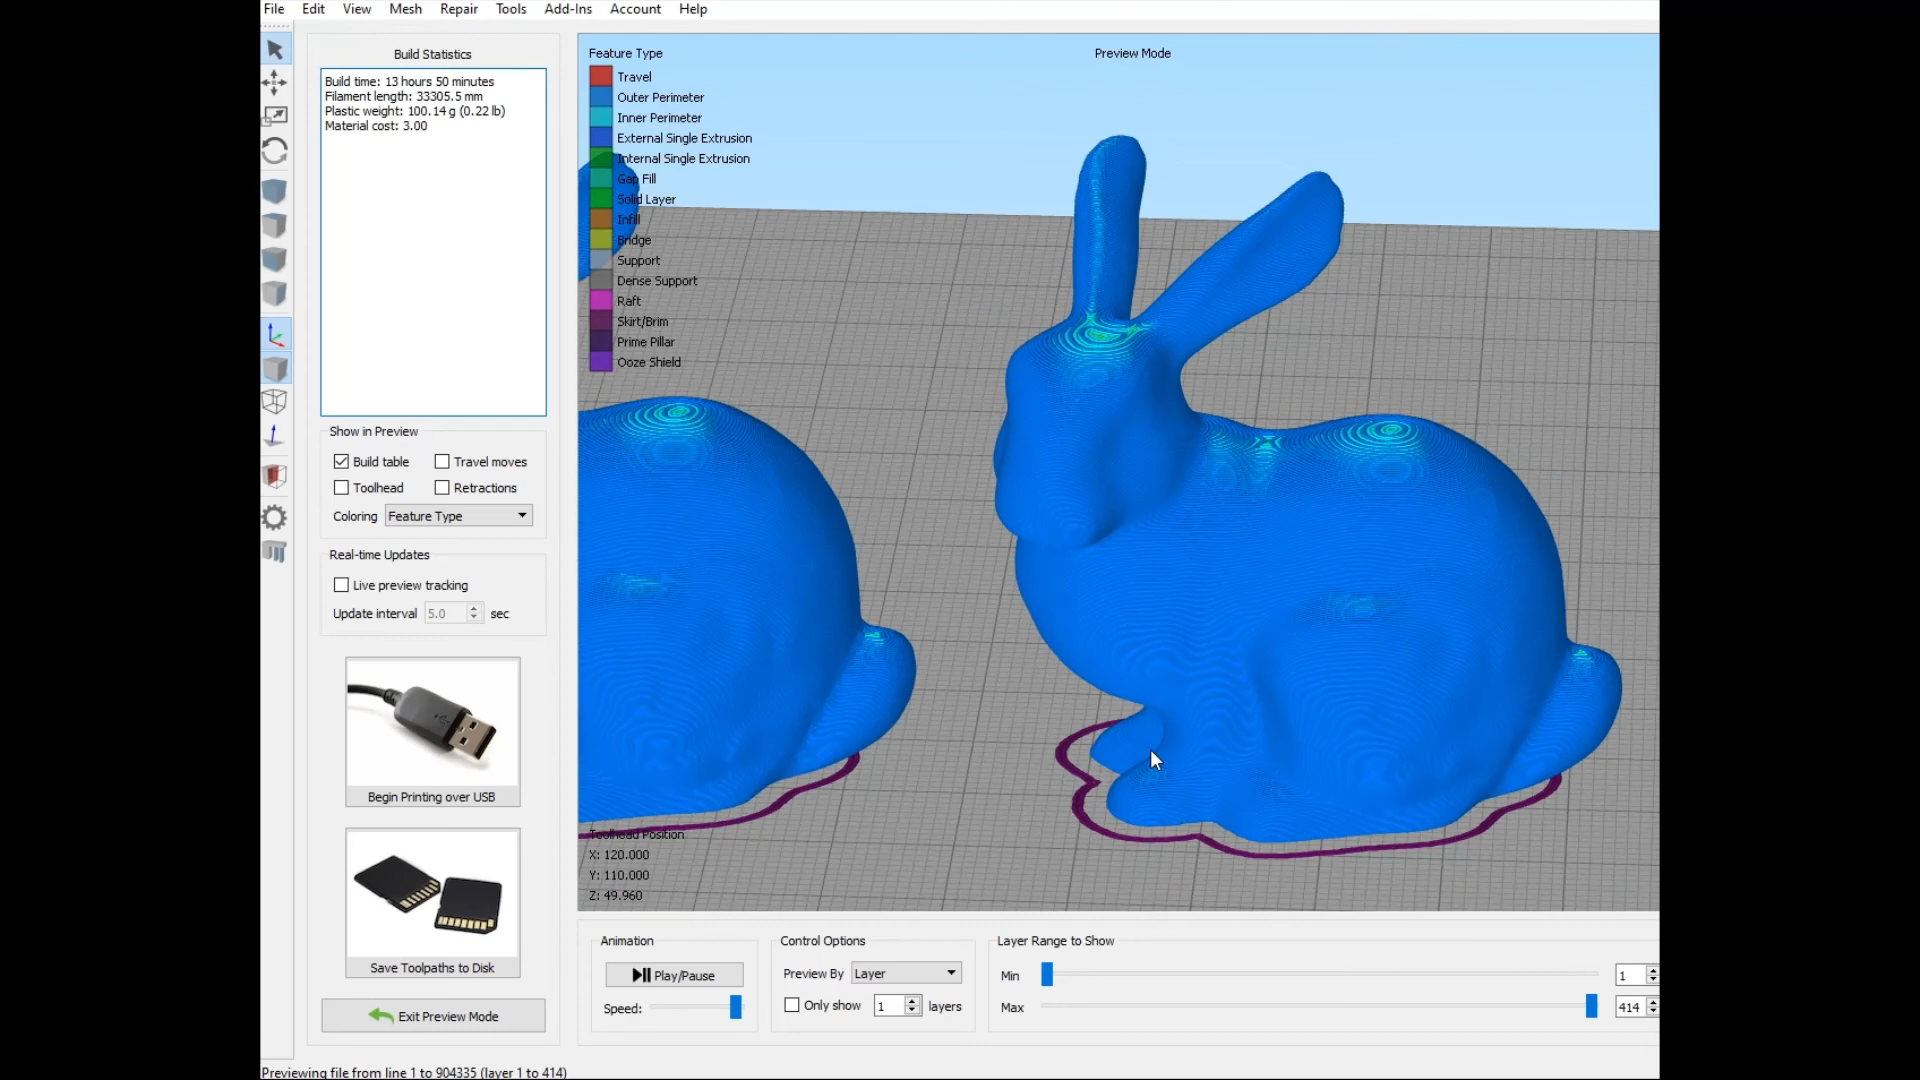 File Edit View Mesh Repair Tools Add-Ins Account Help
Build Statistics
Build time: 13 hours 50 minutes
Filament length: 33305.5 mm
Plastic weight: 100.14 g (0.22 lb)
Material cost: 3.00
Show in Preview
Build table Travel moves
Toolhead Retractions
Coloring Feature Type
Real-time Updates
Live preview tracking
Update interval 5.0 sec
Begin Printing over USB
Save Toolpaths to Disk
Exit Preview Mode
Feature Type
Travel
Outer Perimeter
Inner Perimeter
External Single Extrusion
Internal Single Extrusion
Gap Fill
Solid Layer
Infill
Bridge
Support
Dense Support
Raft
Skirt/Brim
Prime Pillar
Ooze Shield
Preview Mode
Toolhead Position
X: 120.000
Y: 110.000
Z: 49.960
Animation
Play/Pause
Speed:
Control Options
Preview By Layer
Only show 1 layers
Layer Range to Show
Min 1
Max 414
Previewing file from line 1 to 904335 (layer 1 to 414)